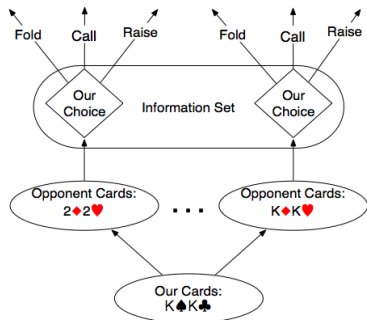 Fold Call Raise Fold Call Raise
Our
Choice
Information Set
Our
Choice
Opponent Cards:
2♦2♥
...
Opponent Cards:
K♦K♥
Our Cards:
K♠K♣